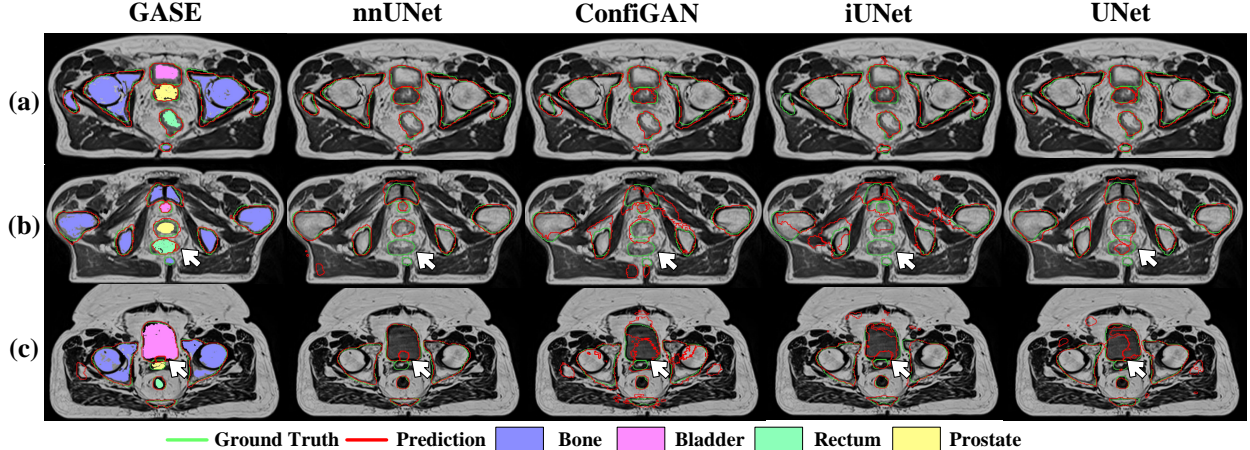 GASE nnUNet ConfiGAN iUNet UNet
(a)
(b)
(c)
Ground Truth Prediction Bone Bladder Rectum Prostate